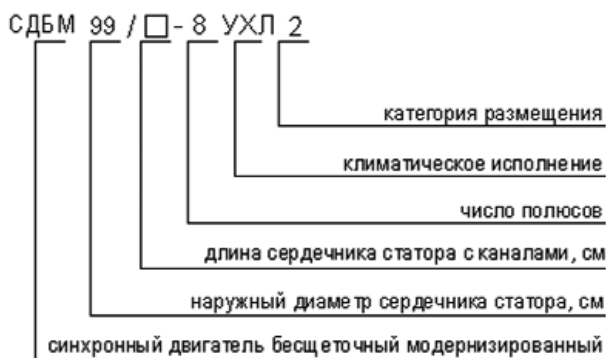 СДБМ 99 / □ - 8 УХЛ 2
категория размещения
климатическое исполнение
число полюсов
длина сердечника статора с каналами, см
наружный диаметр сердечника статора, см
синхронный двигатель бесщеточный модернизированный